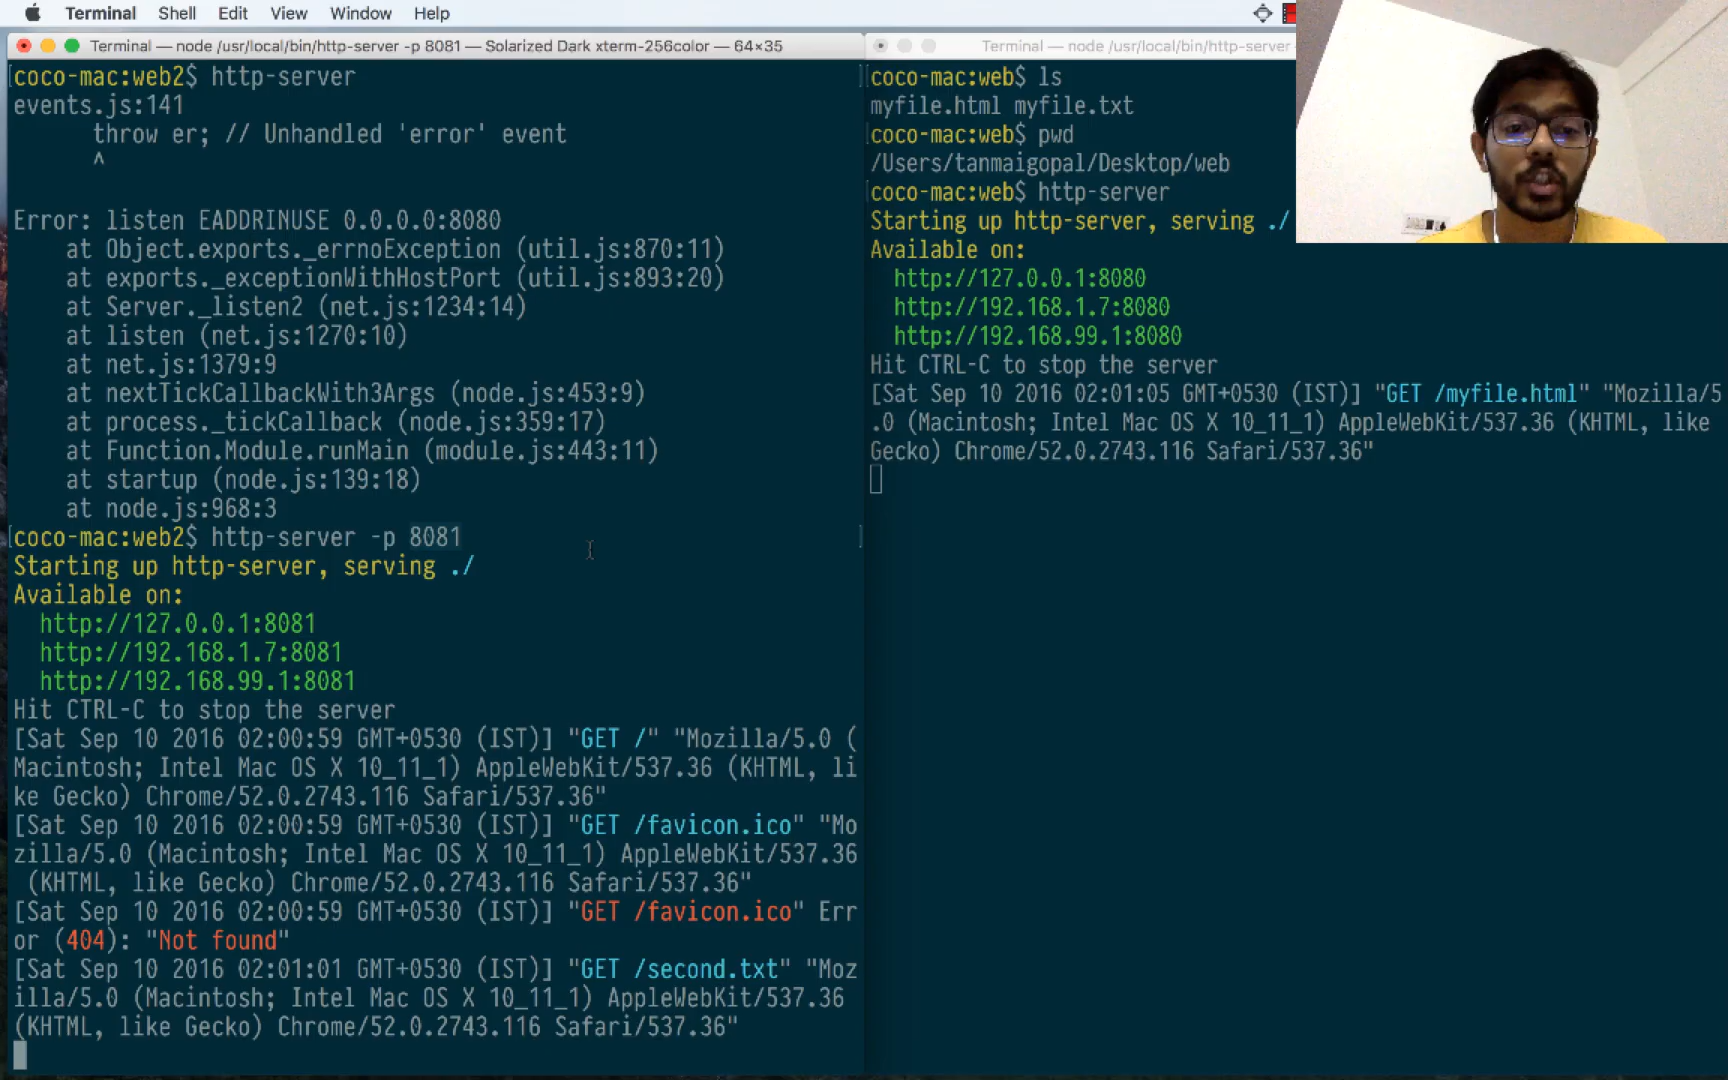 Terminal Shell Edit View Window Help
Terminal — node /usr/local/bin/http-server -p 8081 — Solarized Dark xterm-256color — 64×35
[coco-mac:web2$ http-server ]
events.js:141
throw er; // Unhandled 'error' event
^
Error: listen EADDRINUSE 0.0.0.0:8080
at Object.exports._errnoException (util.js:870:11)
at exports._exceptionWithHostPort (util.js:893:20)
at Server._listen2 (net.js:1234:14)
at listen (net.js:1270:10)
at net.js:1379:9
at nextTickCallbackWith3Args (node.js:453:9)
at process._tickCallback (node.js:359:17)
at Function.Module.runMain (module.js:443:11)
at startup (node.js:139:18)
at node.js:968:3
[coco-mac:web2$ http-server -p 8081 ]
Starting up http-server, serving ./
Available on:
http://127.0.0.1:8081
http://192.168.1.7:8081
http://192.168.99.1:8081
Hit CTRL-C to stop the server
[Sat Sep 10 2016 02:00:59 GMT+0530 (IST)] "GET /" "Mozilla/5.0 (
Macintosh; Intel Mac OS X 10_11_1) AppleWebKit/537.36 (KHTML, li
ke Gecko) Chrome/52.0.2743.116 Safari/537.36"
[Sat Sep 10 2016 02:00:59 GMT+0530 (IST)] "GET /favicon.ico" "Mo
zilla/5.0 (Macintosh; Intel Mac OS X 10_11_1) AppleWebKit/537.36
(KHTML, like Gecko) Chrome/52.0.2743.116 Safari/537.36"
[Sat Sep 10 2016 02:00:59 GMT+0530 (IST)] "GET /favicon.ico" Err
or (404): "Not found"
[Sat Sep 10 2016 02:01:01 GMT+0530 (IST)] "GET /second.txt" "Moz
illa/5.0 (Macintosh; Intel Mac OS X 10_11_1) AppleWebKit/537.36
(KHTML, like Gecko) Chrome/52.0.2743.116 Safari/537.36"
Terminal — node /usr/local/bin/http-server
[coco-mac:web$ ls
myfile.html myfile.txt
[coco-mac:web$ pwd
/Users/tanmaigopal/Desktop/web
[coco-mac:web$ http-server
Starting up http-server, serving ./
Available on:
http://127.0.0.1:8080
http://192.168.1.7:8080
http://192.168.99.1:8080
Hit CTRL-C to stop the server
[Sat Sep 10 2016 02:01:05 GMT+0530 (IST)] "GET /myfile.html" "Mozilla/5
.0 (Macintosh; Intel Mac OS X 10_11_1) AppleWebKit/537.36 (KHTML, like
Gecko) Chrome/52.0.2743.116 Safari/537.36"